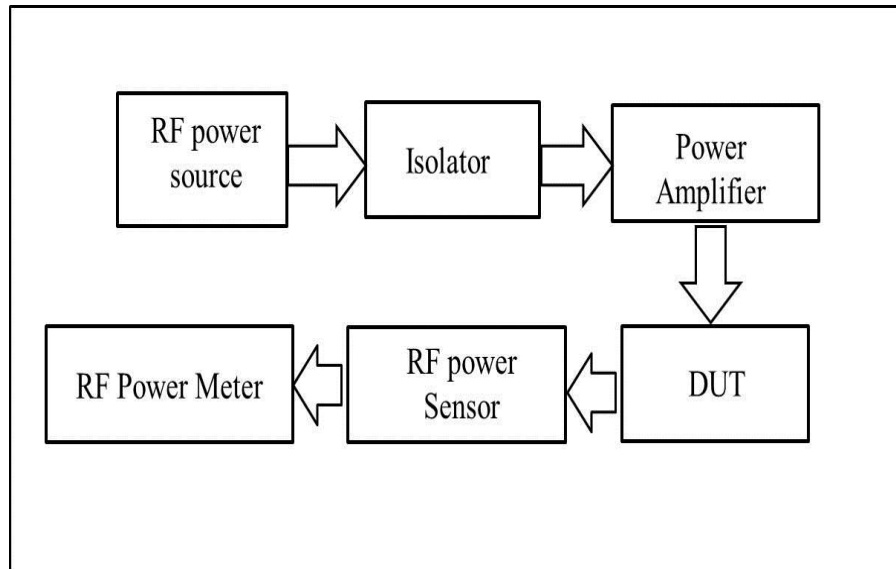 RF power
source
Isolator
Power
Amplifier
DUT
RF power
Sensor
RF Power Meter